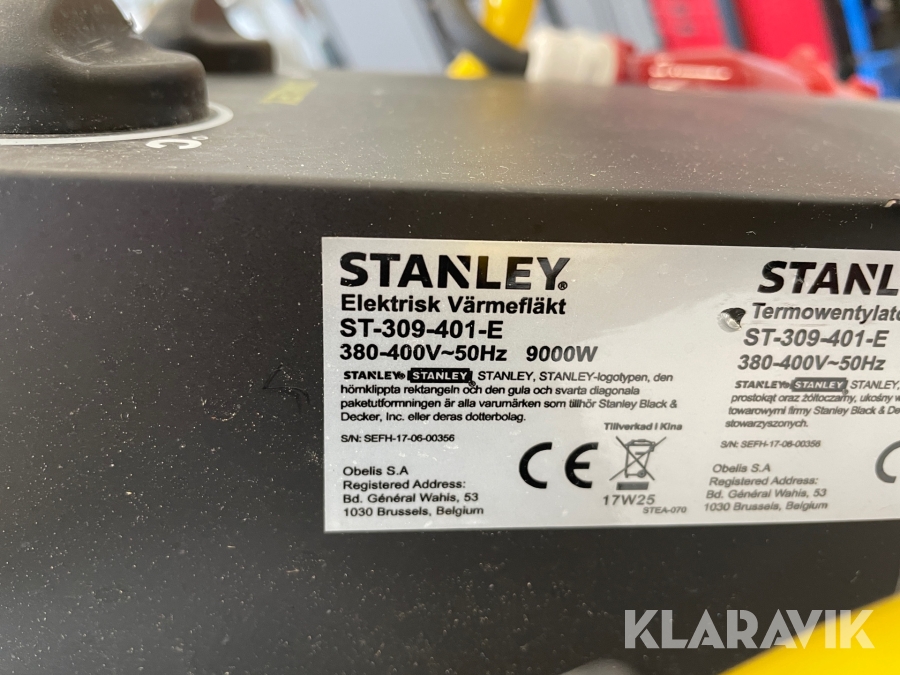 °C
STANLEY®
Elektrisk Värmefläkt
ST-309-401-E
380-400V~50Hz 9000W
STANLEY® STANLEY, STANLEY, STANLEY-logotypen, den
hörnklippta rektangeln och den gula och svarta diagonala
paketutformningen är alla varumärken som tillhör Stanley Black &
Decker, Inc. eller deras dotterbolag.
Tillverkad i Kina
S/N: SEFH-17-06-00356
CE
Obelis S.A
Registered Address:
Bd. Général Wahis, 53
1030 Brussels, Belgium
17W25
STEA-070
STANL
Termowentylato
ST-309-401-E
380-400V~50Hz
STANLEY® STANLEY STANLEY,
prostokąt oraz żółtoczarny, ukośny w
towarowymi firmy Stanley Black & De
stowarzyszonych.
S/N: SEFH-17-06-00356
Obelis S.A
Registered Address:
Bd. Général Wahis, 53
1030 Brussels, Belgium
KLARAVIK